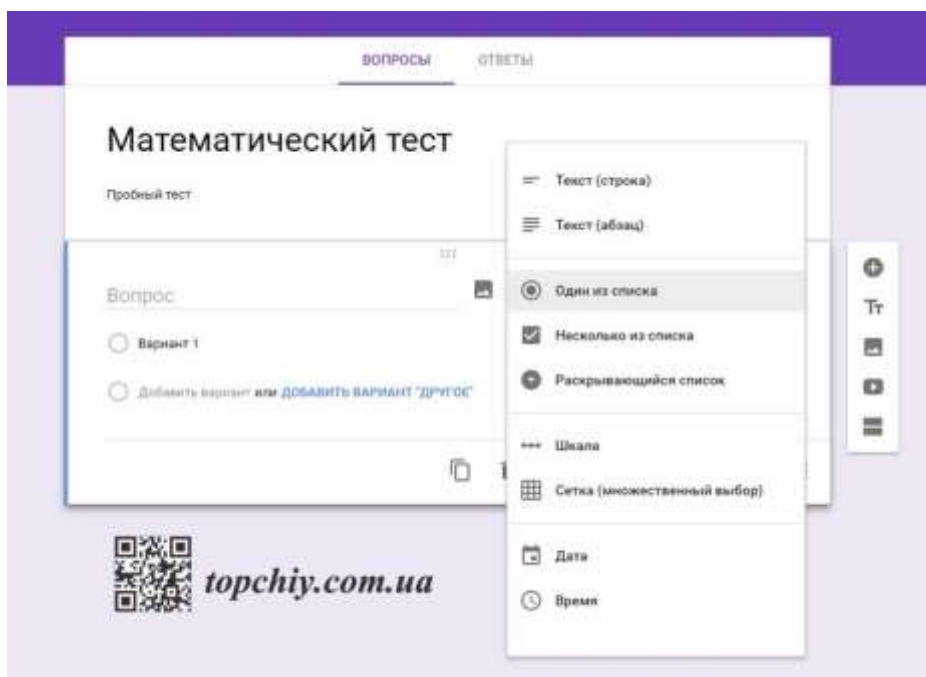 ВОПРОСЫ ОТВЕТЫ
Математический тест
Пробный тест
Текст (строка)
Текст (абзац)
Вопрос
Один из списка
Вариант 1
Несколько из списка
Добавить вариант или ДОБАВИТЬ ВАРИАНТ "ДРУГОЕ"
Раскрывающийся список
Шкала
Сетка (множественный выбор)
Дата
Время
topchiy.com.ua
Tт